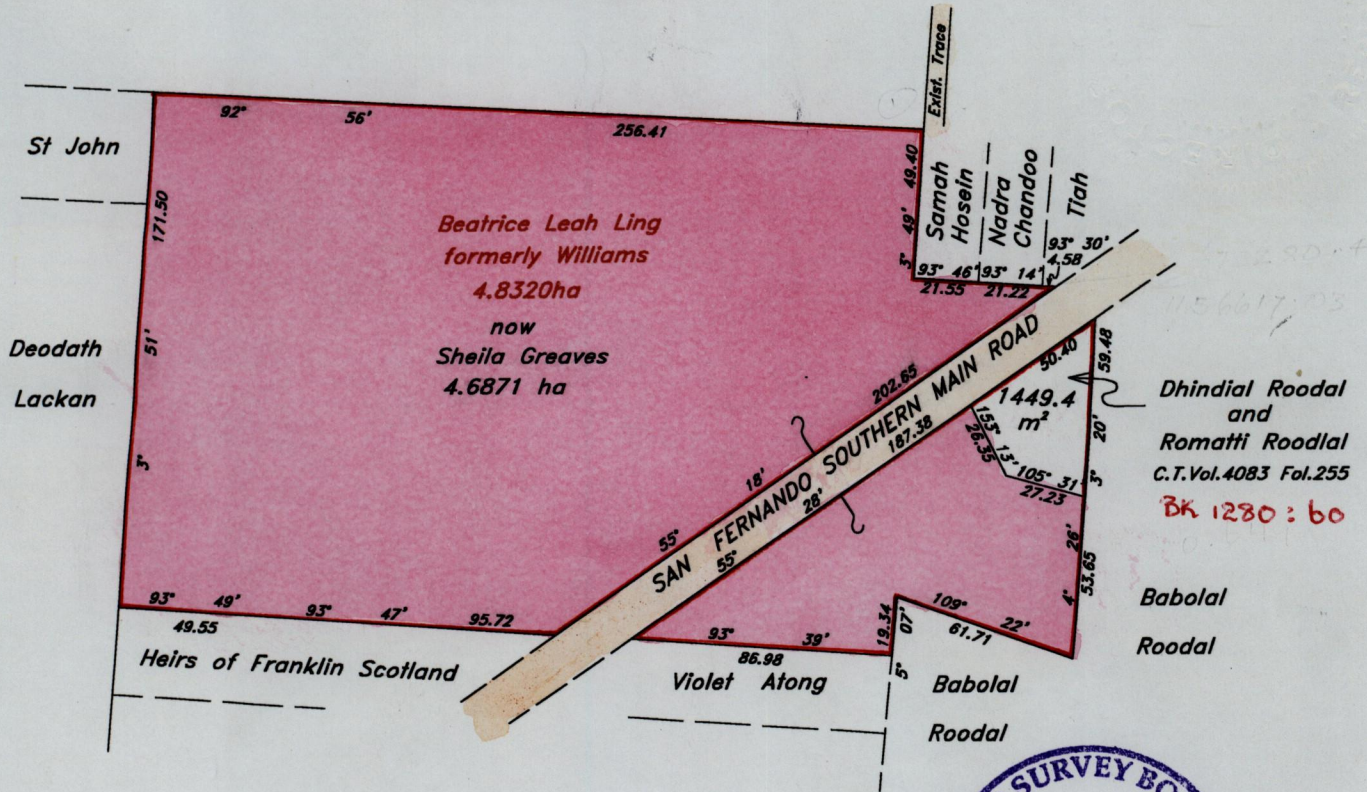 Exist. Trace
92° 56' 256.41
St John
171.50
51'
3°
Beatrice Leah Ling
formerly Williams
4.8320ha
now
Sheila Greaves
4.6871 ha
Deodath
Lackan
49.40
49'
3°
Samah
Hosein
Nadra
Chandoo
Tiah
93° 46'
21.55
93° 14'
21.22
93° 30'
4.58
202.65
18'
55°
SAN FERNANDO SOUTHERN MAIN ROAD
187.38
28'
55°
50.40
59.48
20'
3°
1449.4
m²
153° 13'
26.35
105° 31'
27.23
Dhindial Roodal
and
Romatti Roodlal
C.T.Vol.4083 Fol.255
BK 1280 : 60
26'
4°
53.65
Babolal
Roodal
93° 49' 93° 47' 95.72
49.55
Heirs of Franklin Scotland
93° 39'
86.98
Violet Atong
19.34
07'
5°
109° 22'
61.71
Babolal
Roodal
SURVEY BO